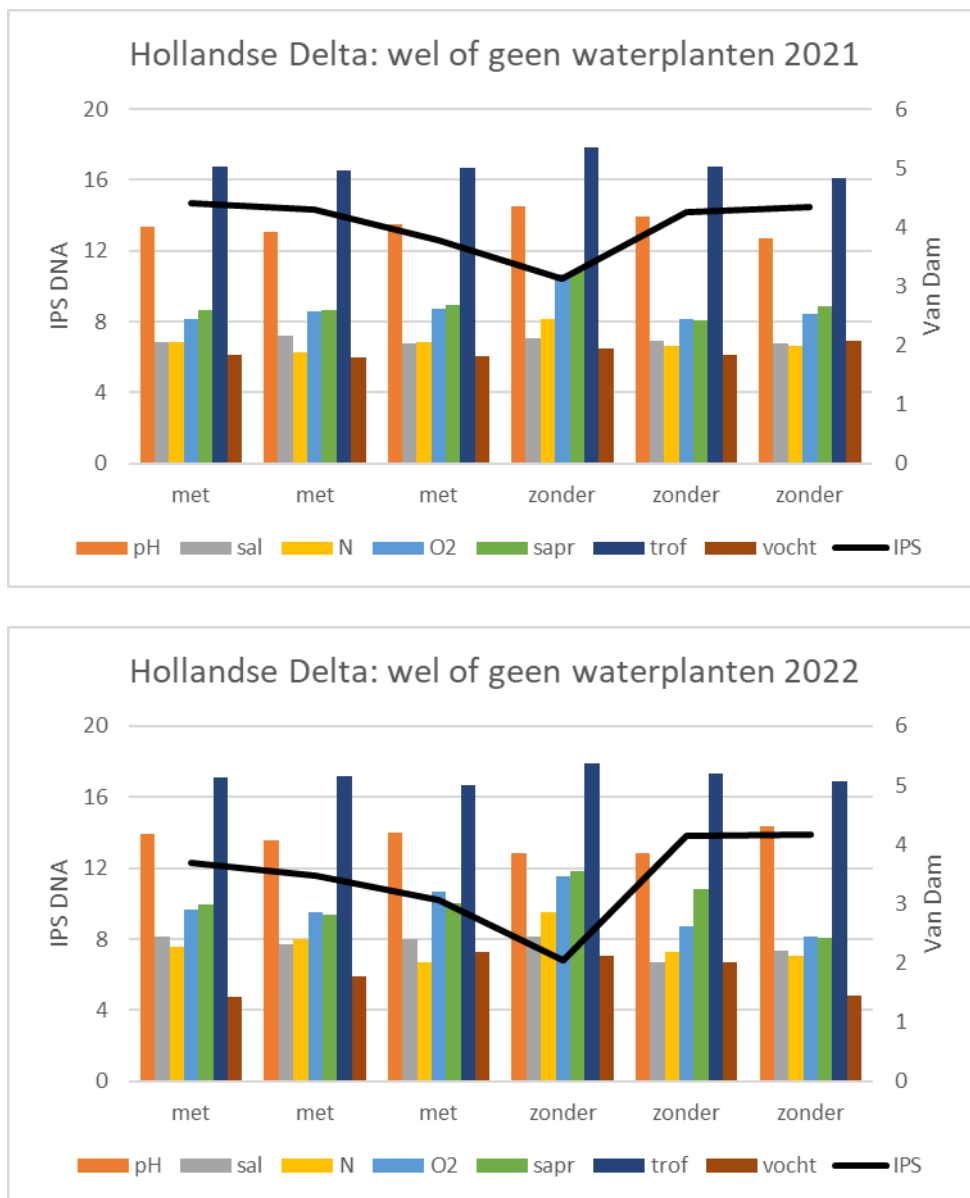 Hollandse Delta: wel of geen waterplanten 2021
20 6
16 5
12 4
8 3
4 2
0 1
0
IPS DNA
Van Dam
met met met zonder zonder zonder
pH sal N O2 sapr trof vocht IPS
Hollandse Delta: wel of geen waterplanten 2022
20 6
16 5
12 4
8 3
4 2
0 1
0
IPS DNA
Van Dam
met met met zonder zonder zonder
pH sal N O2 sapr trof vocht IPS